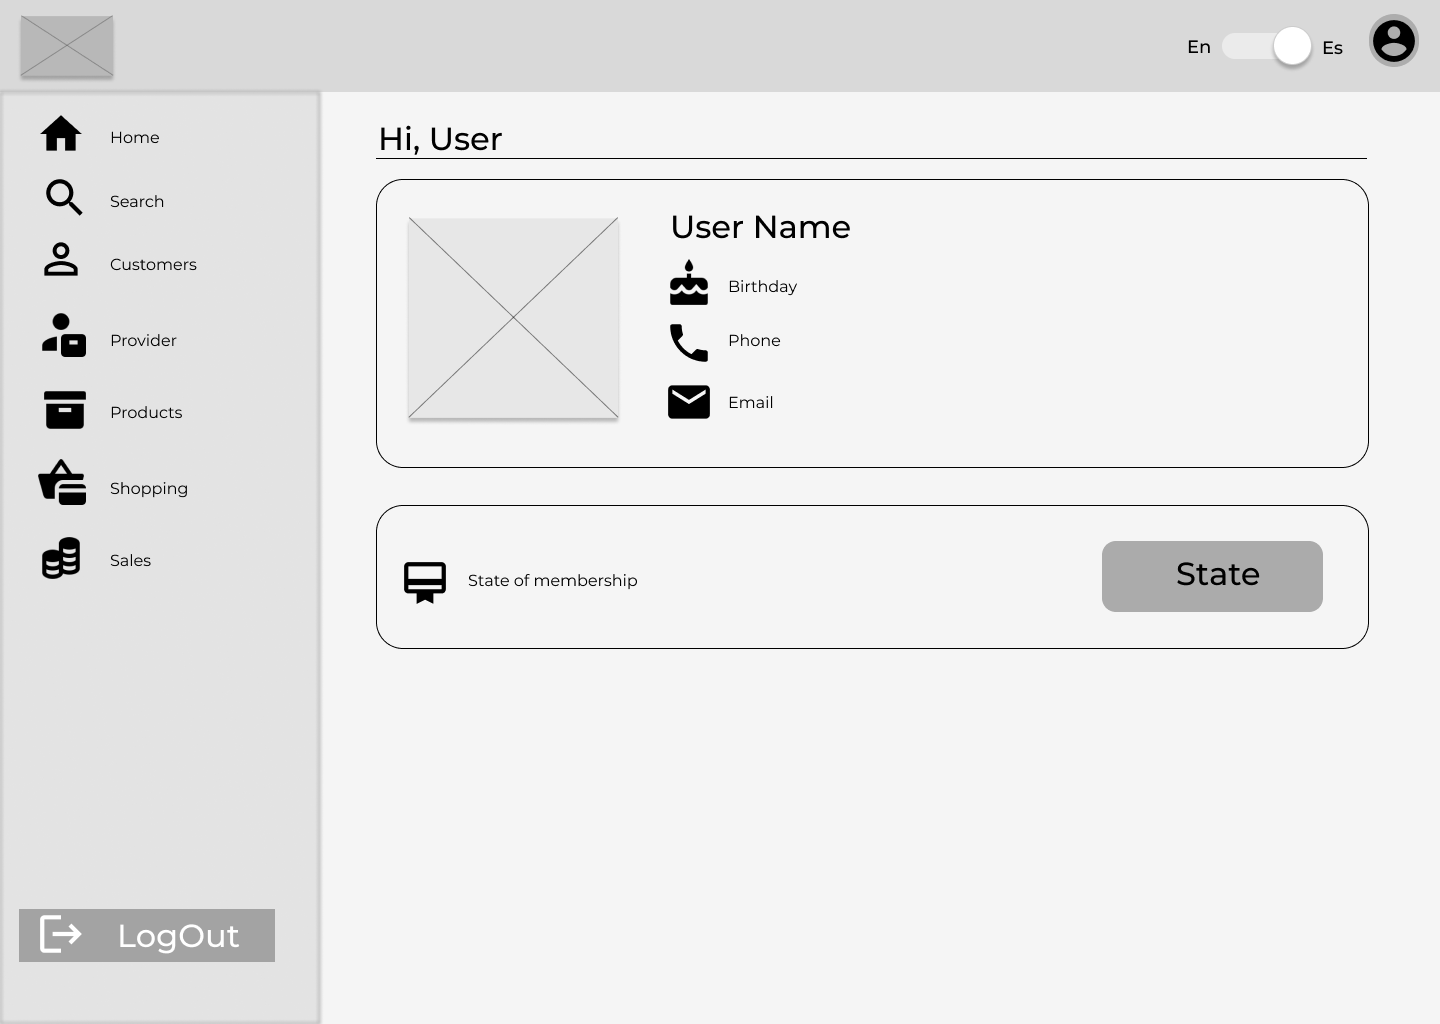 En
Es
Home
Search
Customers
Provider
Products
Shopping
Sales
LogOut
Hi, User
User Name
Birthday
Phone
Email
State of membership
State